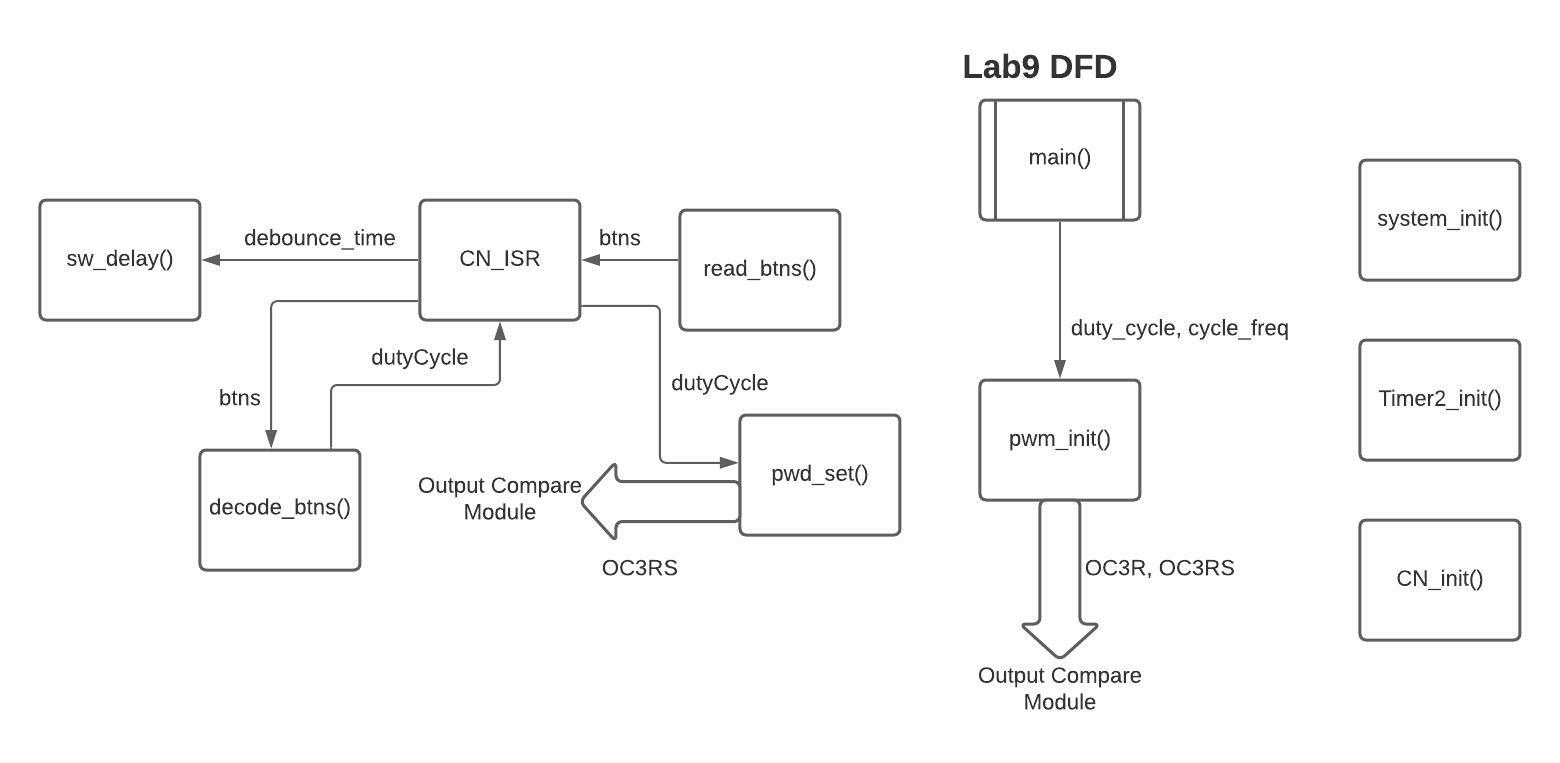 Lab9 DFD
main()
system_init()
sw_delay()
debounce_time
CN_ISR
btns
read_btns()
duty_cycle, cycle_freq
dutyCycle
dutyCycle
btns
Timer2_init()
pwm_init()
decode_btns()
Output Compare
Module
pwd_set()
OC3RS
OC3R, OC3RS
CN_init()
Output Compare
Module